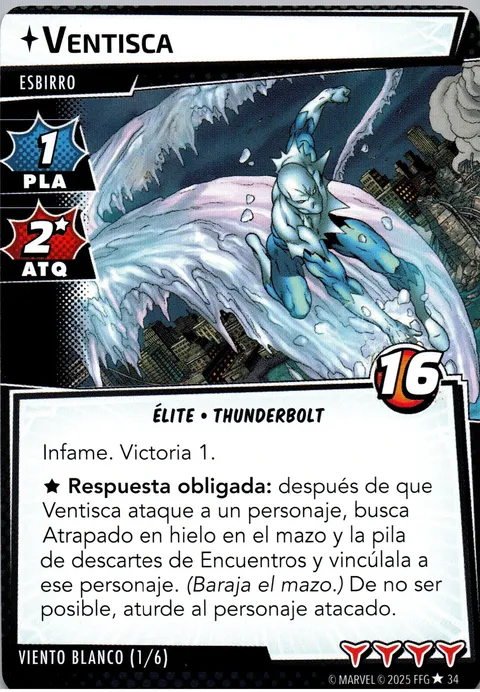 VENTISCA
ESBIRRO
1
PLA
2★
ATQ
16
ÉLITE • THUNDERBOLT
Infame. Victoria 1.
★ Respuesta obligada: después de que
Ventisca ataque a un personaje, busca
Atrapado en hielo en el mazo y la pila
de descartes de Encuentros y vincúlala a
ese personaje. (Baraja el mazo.) De no ser
posible, aturde al personaje atacado.
VIENTO BLANCO (1/6)
© MARVEL © 2025 FFG ★ 34